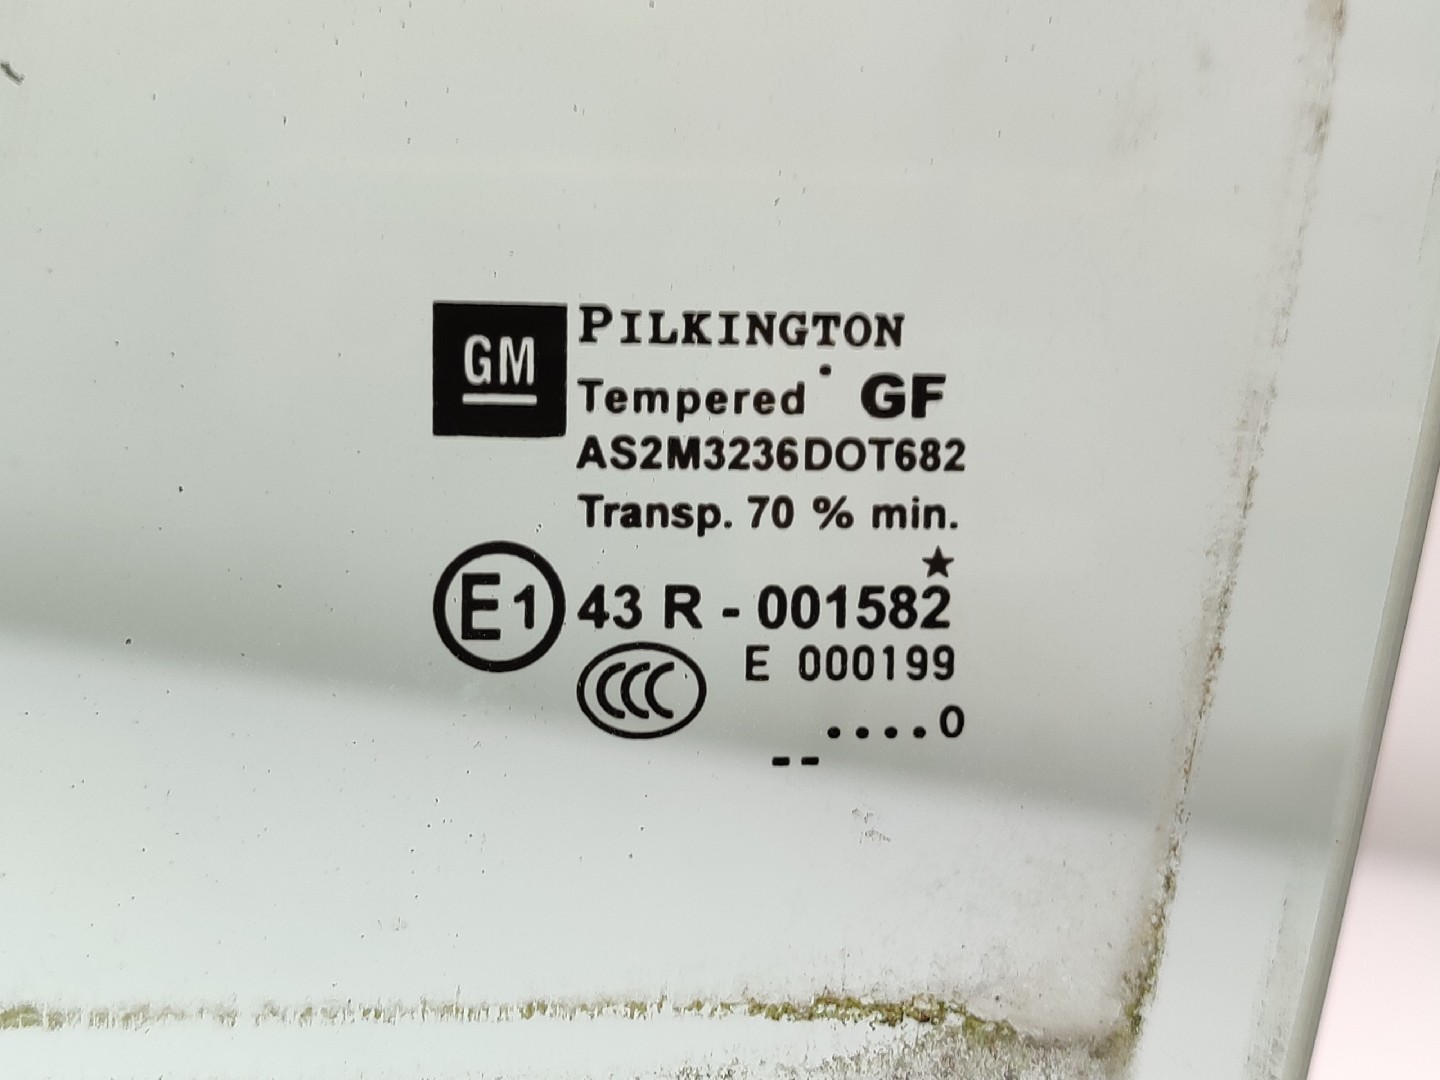 GM
PILKINGTON
Tempered GF
AS2M3236DOT682
Transp. 70 % min.
E1 43 R - 001582
CCC E 000199
....0
--